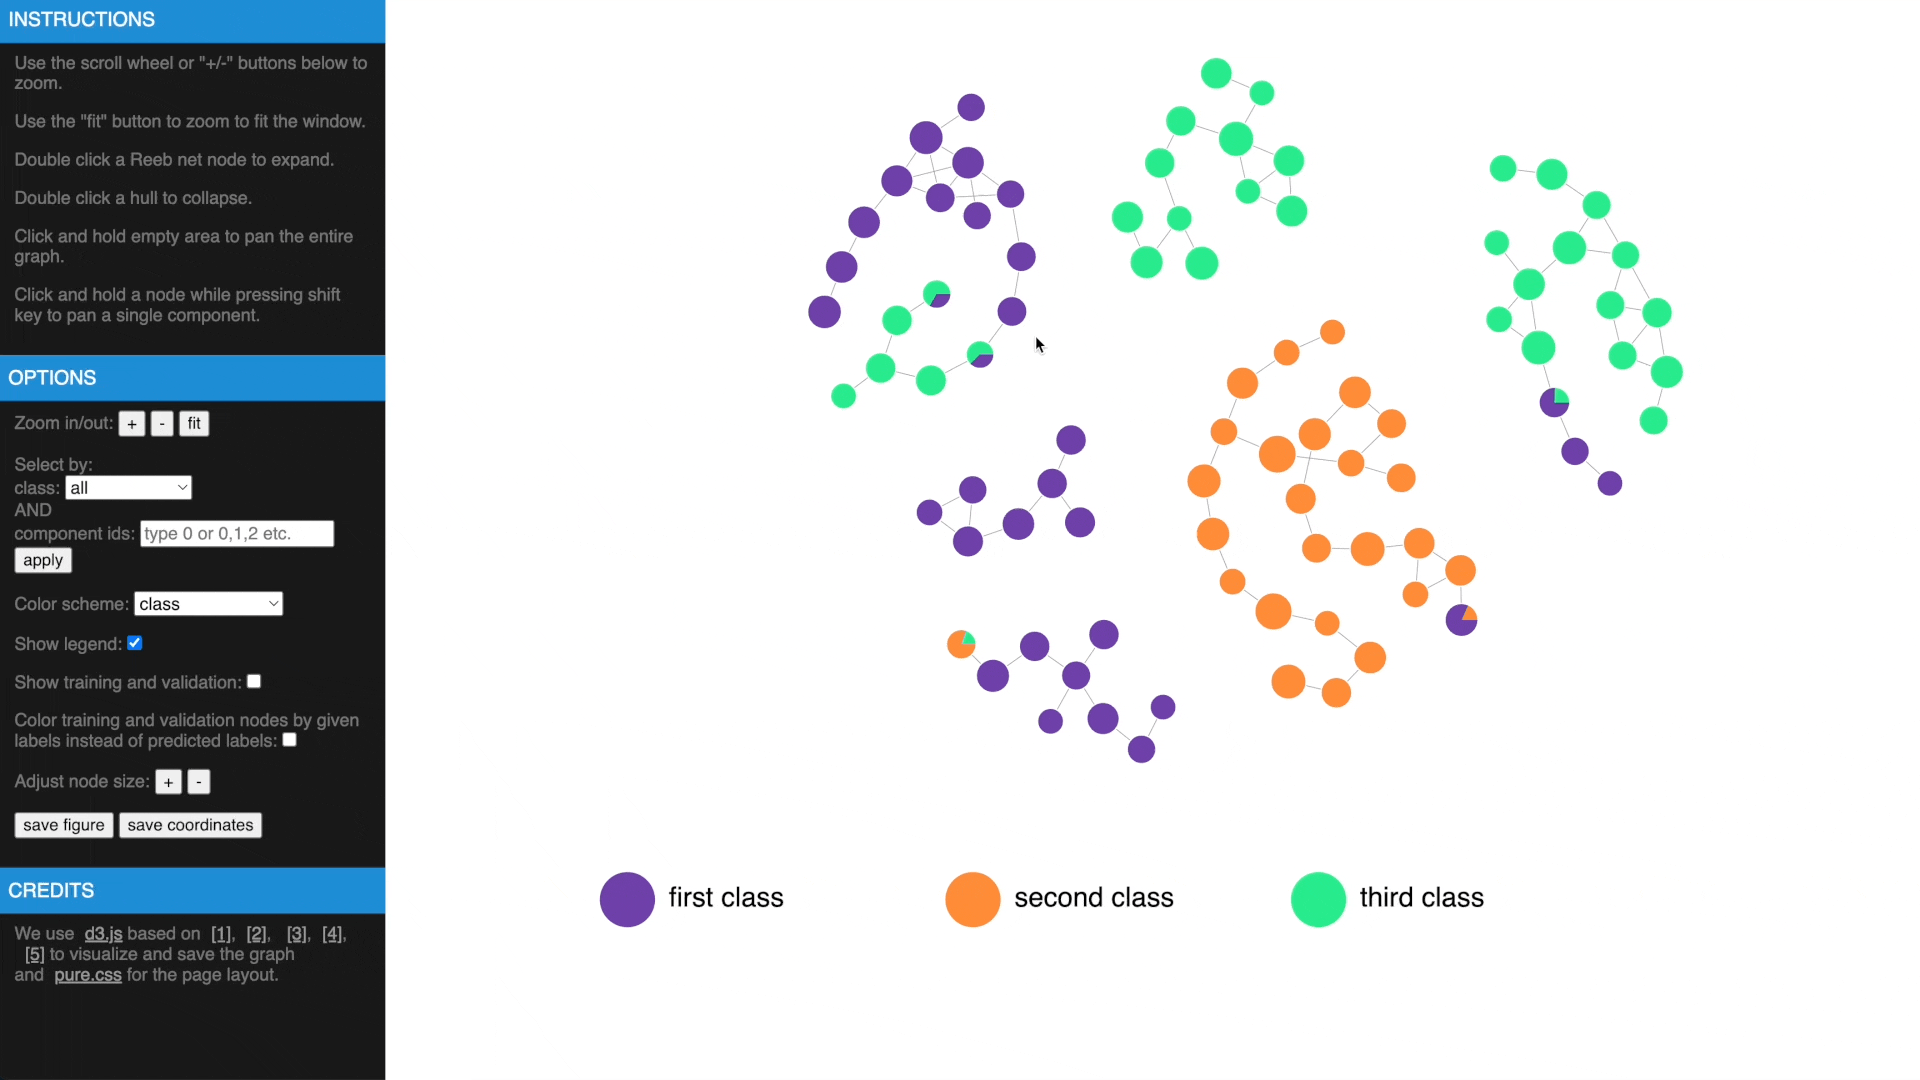 INSTRUCTIONS
Use the scroll wheel or "+/-" buttons below to
zoom.
Use the "fit" button to zoom to fit the window.
Double click a Reeb net node to expand.
Double click a hull to collapse.
Click and hold empty area to pan the entire
graph.
Click and hold a node while pressing shift
key to pan a single component.
OPTIONS
Zoom in/out: + - fit
Select by:
class: all
AND
component ids: type 0 or 0,1,2 etc.
apply
Color scheme: class
Show legend:
Show training and validation:
Color training and validation nodes by given
labels instead of predicted labels:
Adjust node size: + -
save figure save coordinates
CREDITS
We use d3.js based on [1], [2], [3], [4],
[5] to visualize and save the graph
and pure.css for the page layout.
first class second class third class